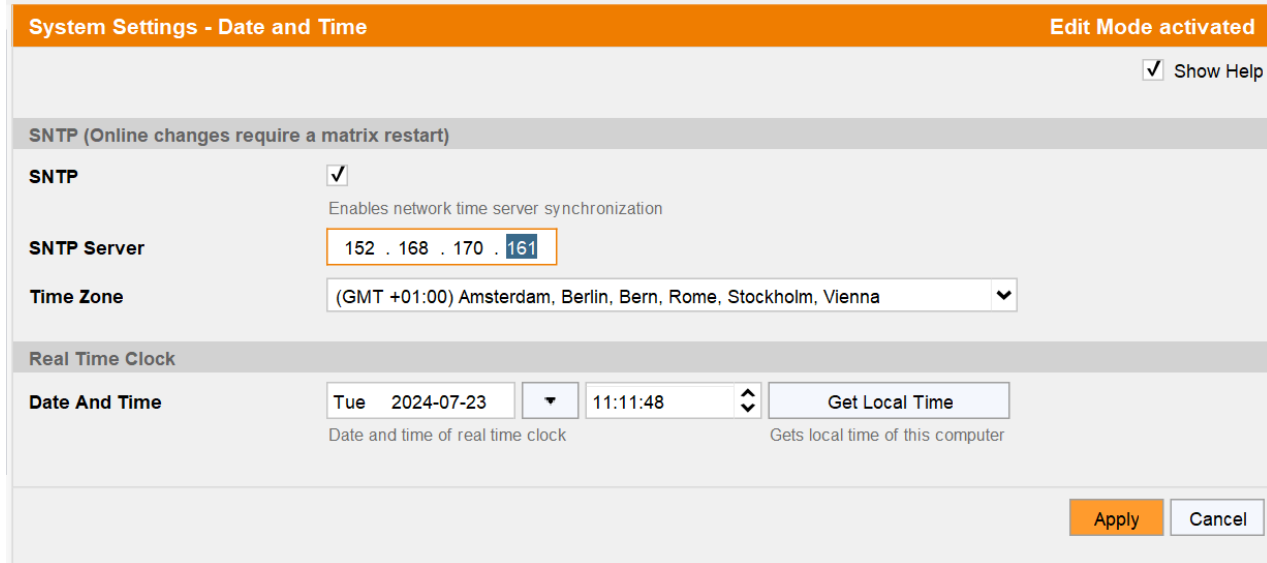 System Settings - Date and Time Edit Mode activated
Show Help
SNTP (Online changes require a matrix restart)
SNTP
Enables network time server synchronization
SNTP Server 152 . 168 . 170 . 161
Time Zone (GMT +01:00) Amsterdam, Berlin, Bern, Rome, Stockholm, Vienna
Real Time Clock
Date And Time Tue 2024-07-23 11:11:48 Get Local Time
Date and time of real time clock Gets local time of this computer
Apply Cancel